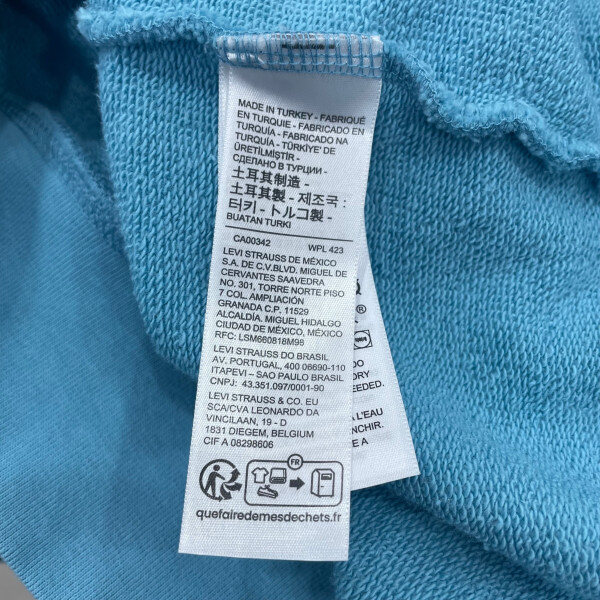 MADE IN TURKEY - FABRIQUÉ
EN TURQUIE - FABRICADO EN
TURQUÍA - FABRICADO NA
TURQUIA - TÜRKİYE' DE
ÜRETİLMİŞTİR -
СДЕЛАНО В ТУРЦИИ -
土耳其制造 -
土耳其製 - 제조국 :
터키 - トルコ製 -
BUATAN TURKI
CA00342 WPL 423
LEVI STRAUSS DE MÉXICO
S.A. DE C.V.BLVD. MIGUEL DE
CERVANTES SAAVEDRA
NO. 301, TORRE NORTE PISO
7 COL. AMPLIACIÓN
GRANADA C.P. 11529
ALCALDÍA. MIGUEL HIDALGO
CIUDAD DE MÉXICO, MÉXICO
RFC: LSM660818M98
LEVI STRAUSS DO BRASIL
AV. PORTUGAL, 400 06690-110
ITAPEVI – SAO PAULO BRASIL
CNPJ: 43.351.097/0001-90
LEVI STRAUSS & CO. EU
SCA/CVA LEONARDO DA
VINCILAAN, 19 - D
1831 DIEGEM, BELGIUM
CIF A 08298606
FR
quefairedemesdechets.fr
®
DO
DRY
NEEDED.
À L'EAU
E A